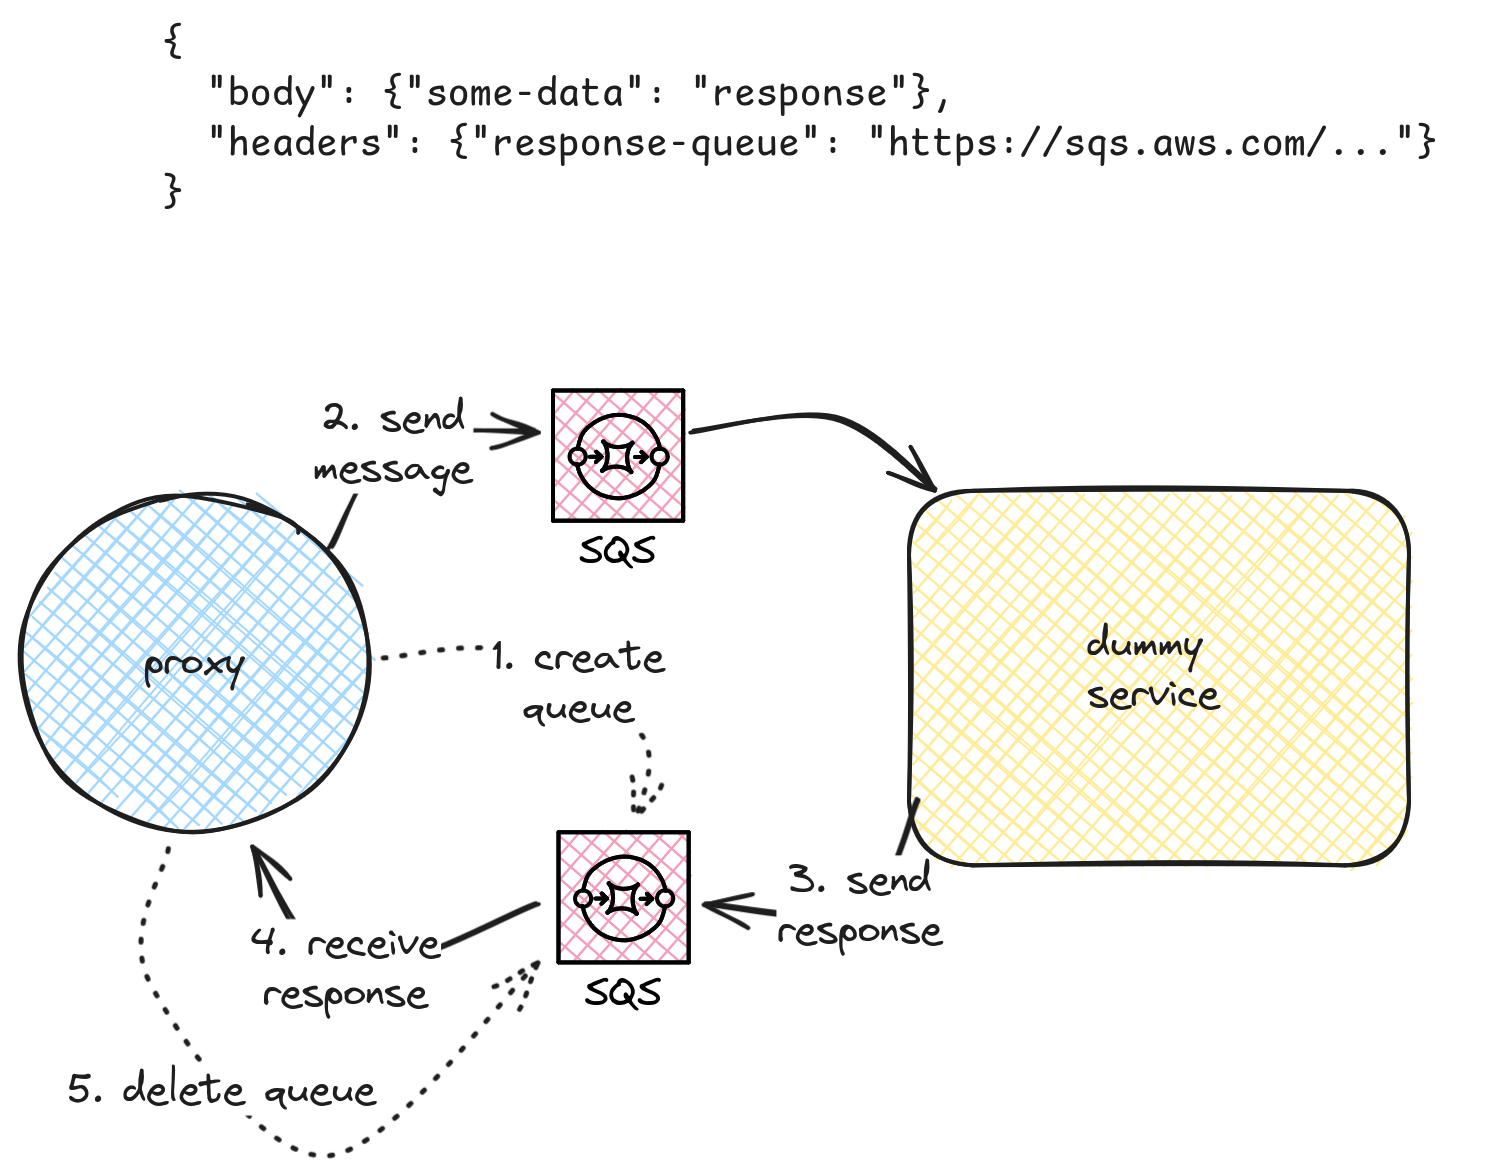 {
"body": {"some-data": "response"},
"headers": {"response-queue": "https://sqs.aws.com/..."}
}
2. send
message
SQS
proxy
1. create
queue
dummy
service
3. send
response
4. receive
response
SQS
5. delete queue